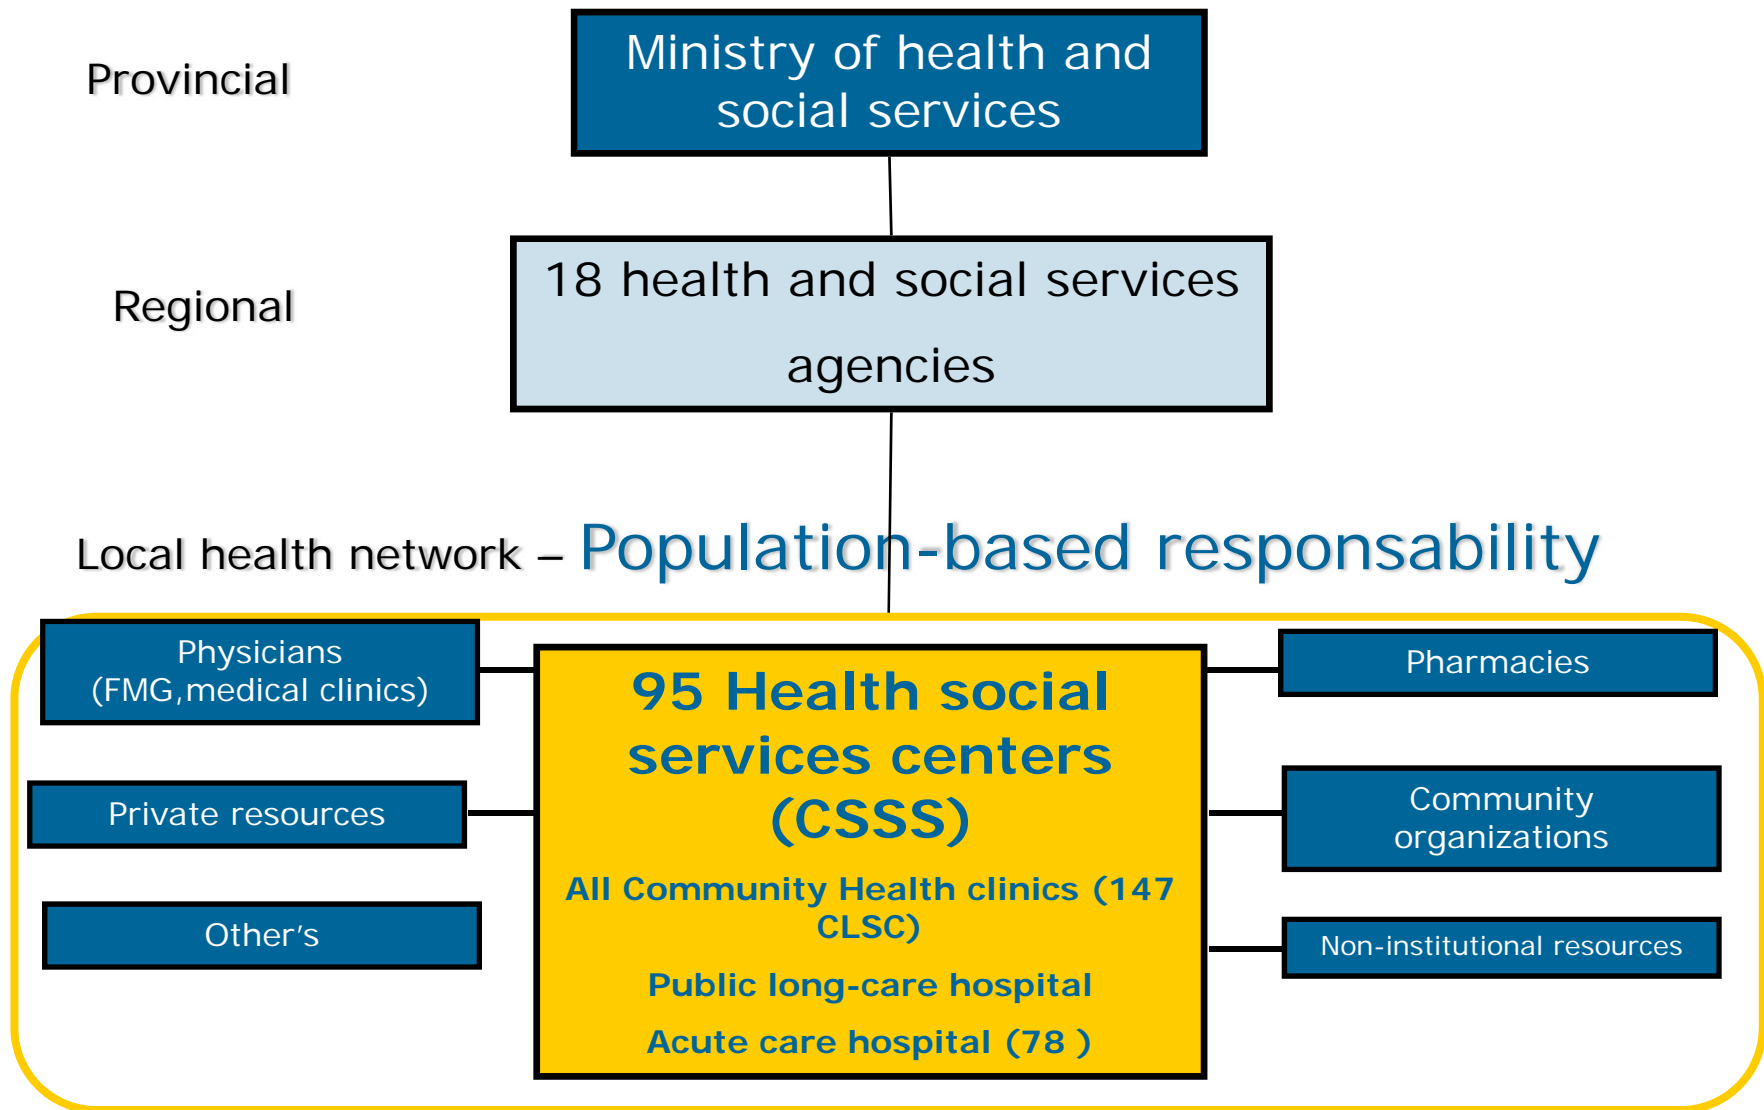 Provincial
Ministry of health and
social services
Regional
18 health and social services
agencies
Local health network – Population-based responsability
Physicians
(FMG,medical clinics)
Private resources
Other’s
95 Health social
services centers
(CSSS)
All Community Health clinics (147
CLSC)
Public long-care hospital
Acute care hospital (78 )
Pharmacies
Community
organizations
Non-institutional resources